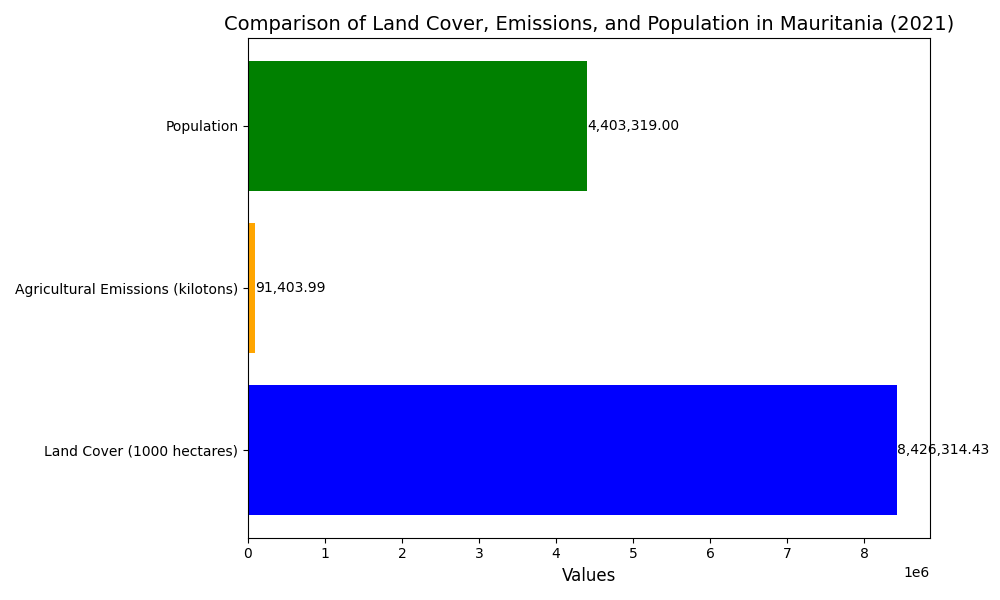 Comparison of Land Cover, Emissions, and Population in Mauritania (2021)
Population
4,403,319.00
Agricultural Emissions (kilotons)
91,403.99
Land Cover (1000 hectares)
8,426,314.43
0 1 2 3 4 5 6 7 8
1e6
Values